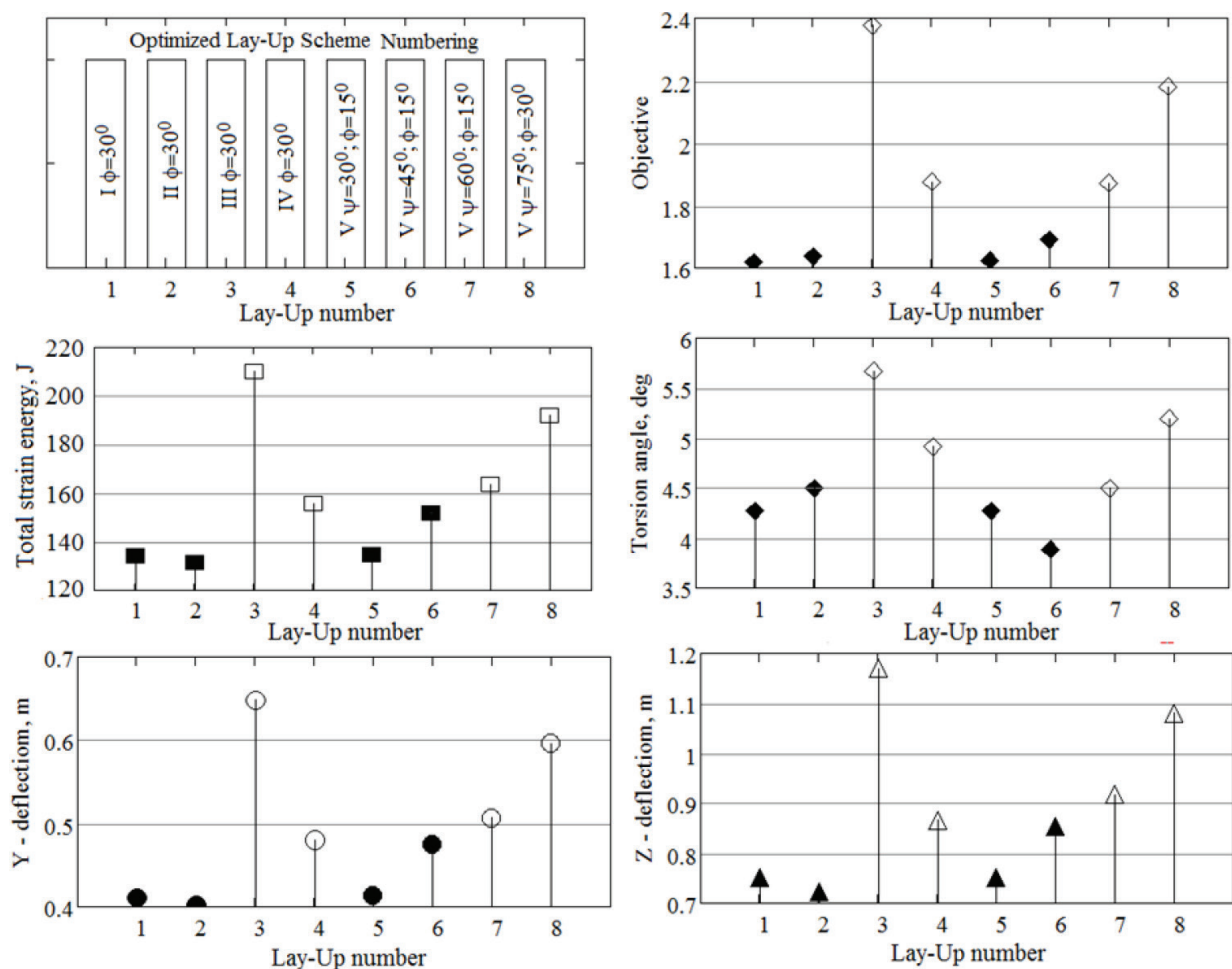 Optimized Lay-Up Scheme Numbering
I ϕ=30⁰
II ϕ=30⁰
III ϕ=30⁰
IV ϕ=30⁰
V ψ=30⁰; ϕ=15⁰
V ψ=45⁰; ϕ=15⁰
V ψ=60⁰; ϕ=15⁰
V ψ=75⁰; ϕ=30⁰
1 2 3 4 5 6 7 8
Lay-Up number
Objective
2.4
2.2
2
1.8
1.6
1 2 3 4 5 6 7 8
Lay-Up number
Total strain energy, J
220
200
180
160
140
120
1 2 3 4 5 6 7 8
Lay-Up number
Torsion angle, deg
6
5.5
5
4.5
4
3.5
1 2 3 4 5 6 7 8
Lay-Up number
Y - deflectiom, m
0.7
0.6
0.5
0.4
1 2 3 4 5 6 7 8
Lay-Up number
Z - deflectiom, m
1.2
1.1
1
0.9
0.8
0.7
1 2 3 4 5 6 7 8
Lay-Up number